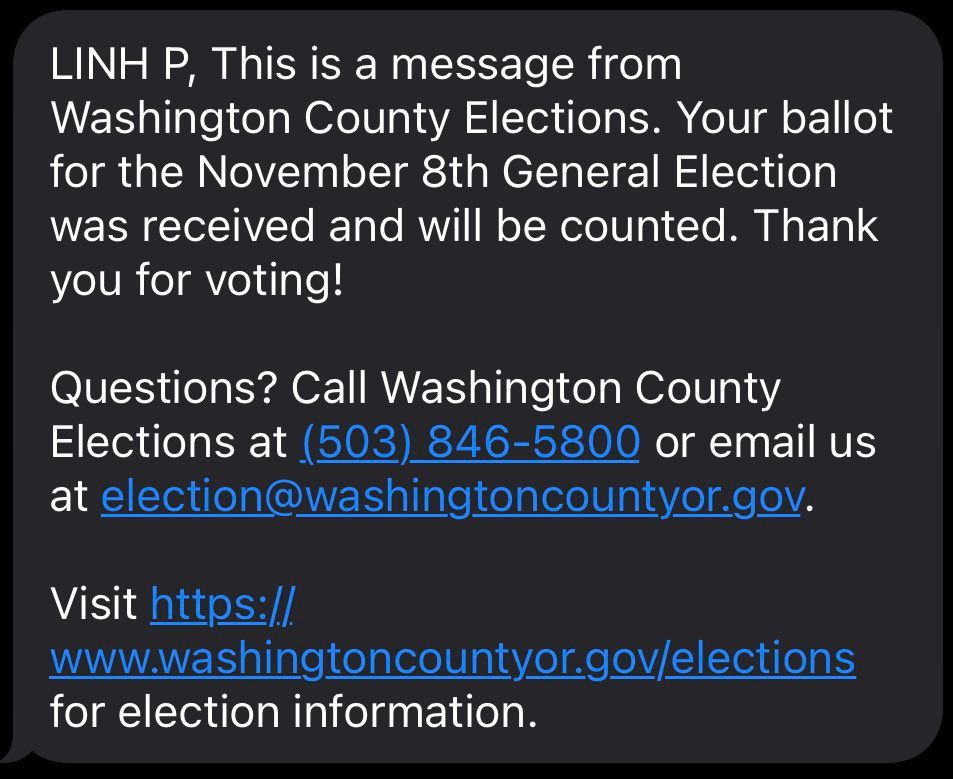 LINH P, This is a message from
Washington County Elections. Your ballot
for the November 8th General Election
was received and will be counted. Thank
you for voting!
Questions? Call Washington County
Elections at (503) 846-5800 or email us
at election@washingtoncountyor.gov.
Visit https://
www.washingtoncountyor.gov/elections
for election information.